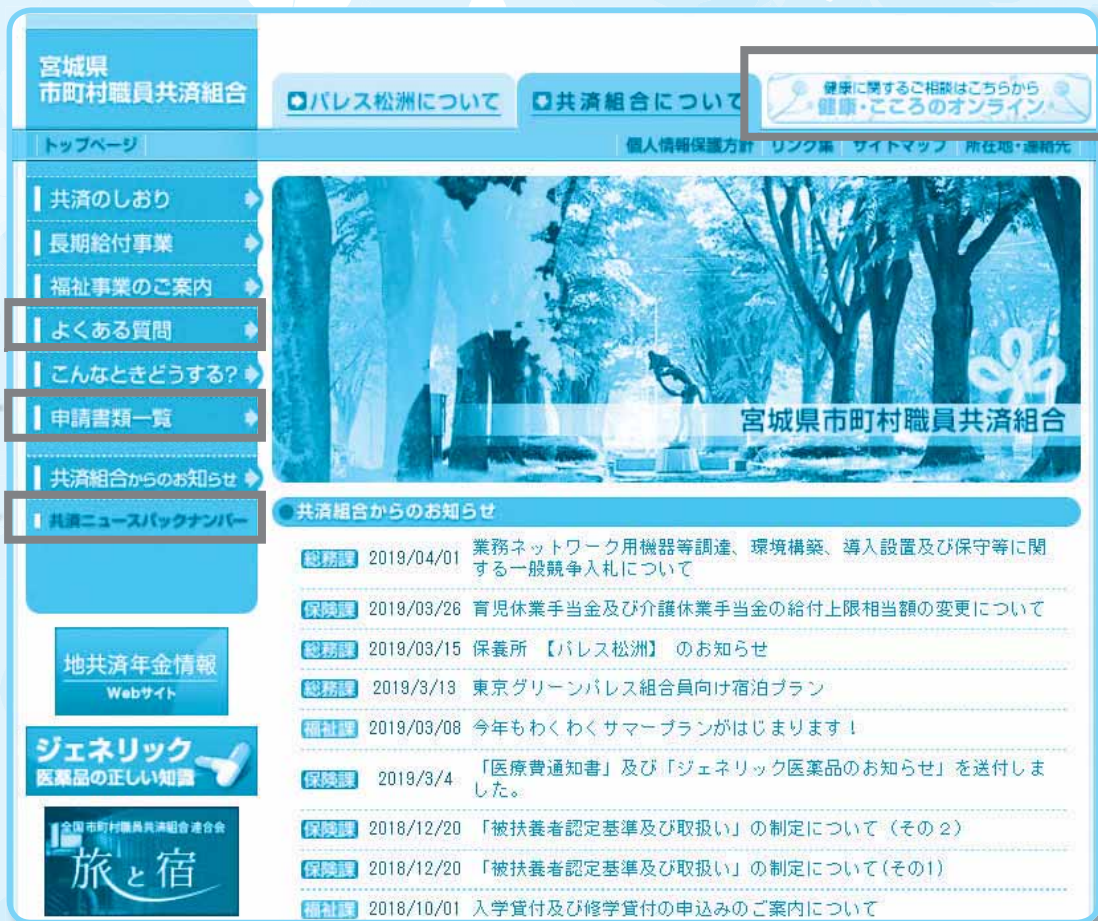 宮城県
市町村職員共済組合
パレス松洲について
共済組合について
健康に関するご相談はこちらから
健康・こころのオンライン
トップページ
個人情報保護方針 リンク集 サイトマップ 所在地・連絡先
共済のしおり
長期給付事業
福祉事業のご案内
よくある質問
こんなときどうする?
申請書類一覧
共済組合からのお知らせ
共済ニュースバックナンバー
地共済年金情報
Webサイト
ジェネリック
医薬品の正しい知識
全国市町村職員共済組合連合会
旅と宿
宮城県市町村職員共済組合
共済組合からのお知らせ
総務課 2019/04/01 業務ネットワーク用機器等調達、環境構築、導入設置及び保守等に関
する一般競争入札について
保険課 2019/03/26 育児休業手当金及び介護休業手当金の給付上限相当額の変更について
総務課 2019/03/15 保養所 【パレス松洲】 のお知らせ
総務課 2019/3/13 東京グリーンパレス組合員向け宿泊プラン
福祉課 2019/03/08 今年もわくわくサマープランがはじまります!
保険課 2019/3/4 「医療費通知書」及び「ジェネリック医薬品のお知らせ」を送付しま
した。
保険課 2018/12/20 「被扶養者認定基準及び取扱い」の制定について(その2)
保険課 2018/12/20 「被扶養者認定基準及び取扱い」の制定について(その1)
福祉課 2018/10/01 入学貸付及び修学貸付の申込みのご案内について